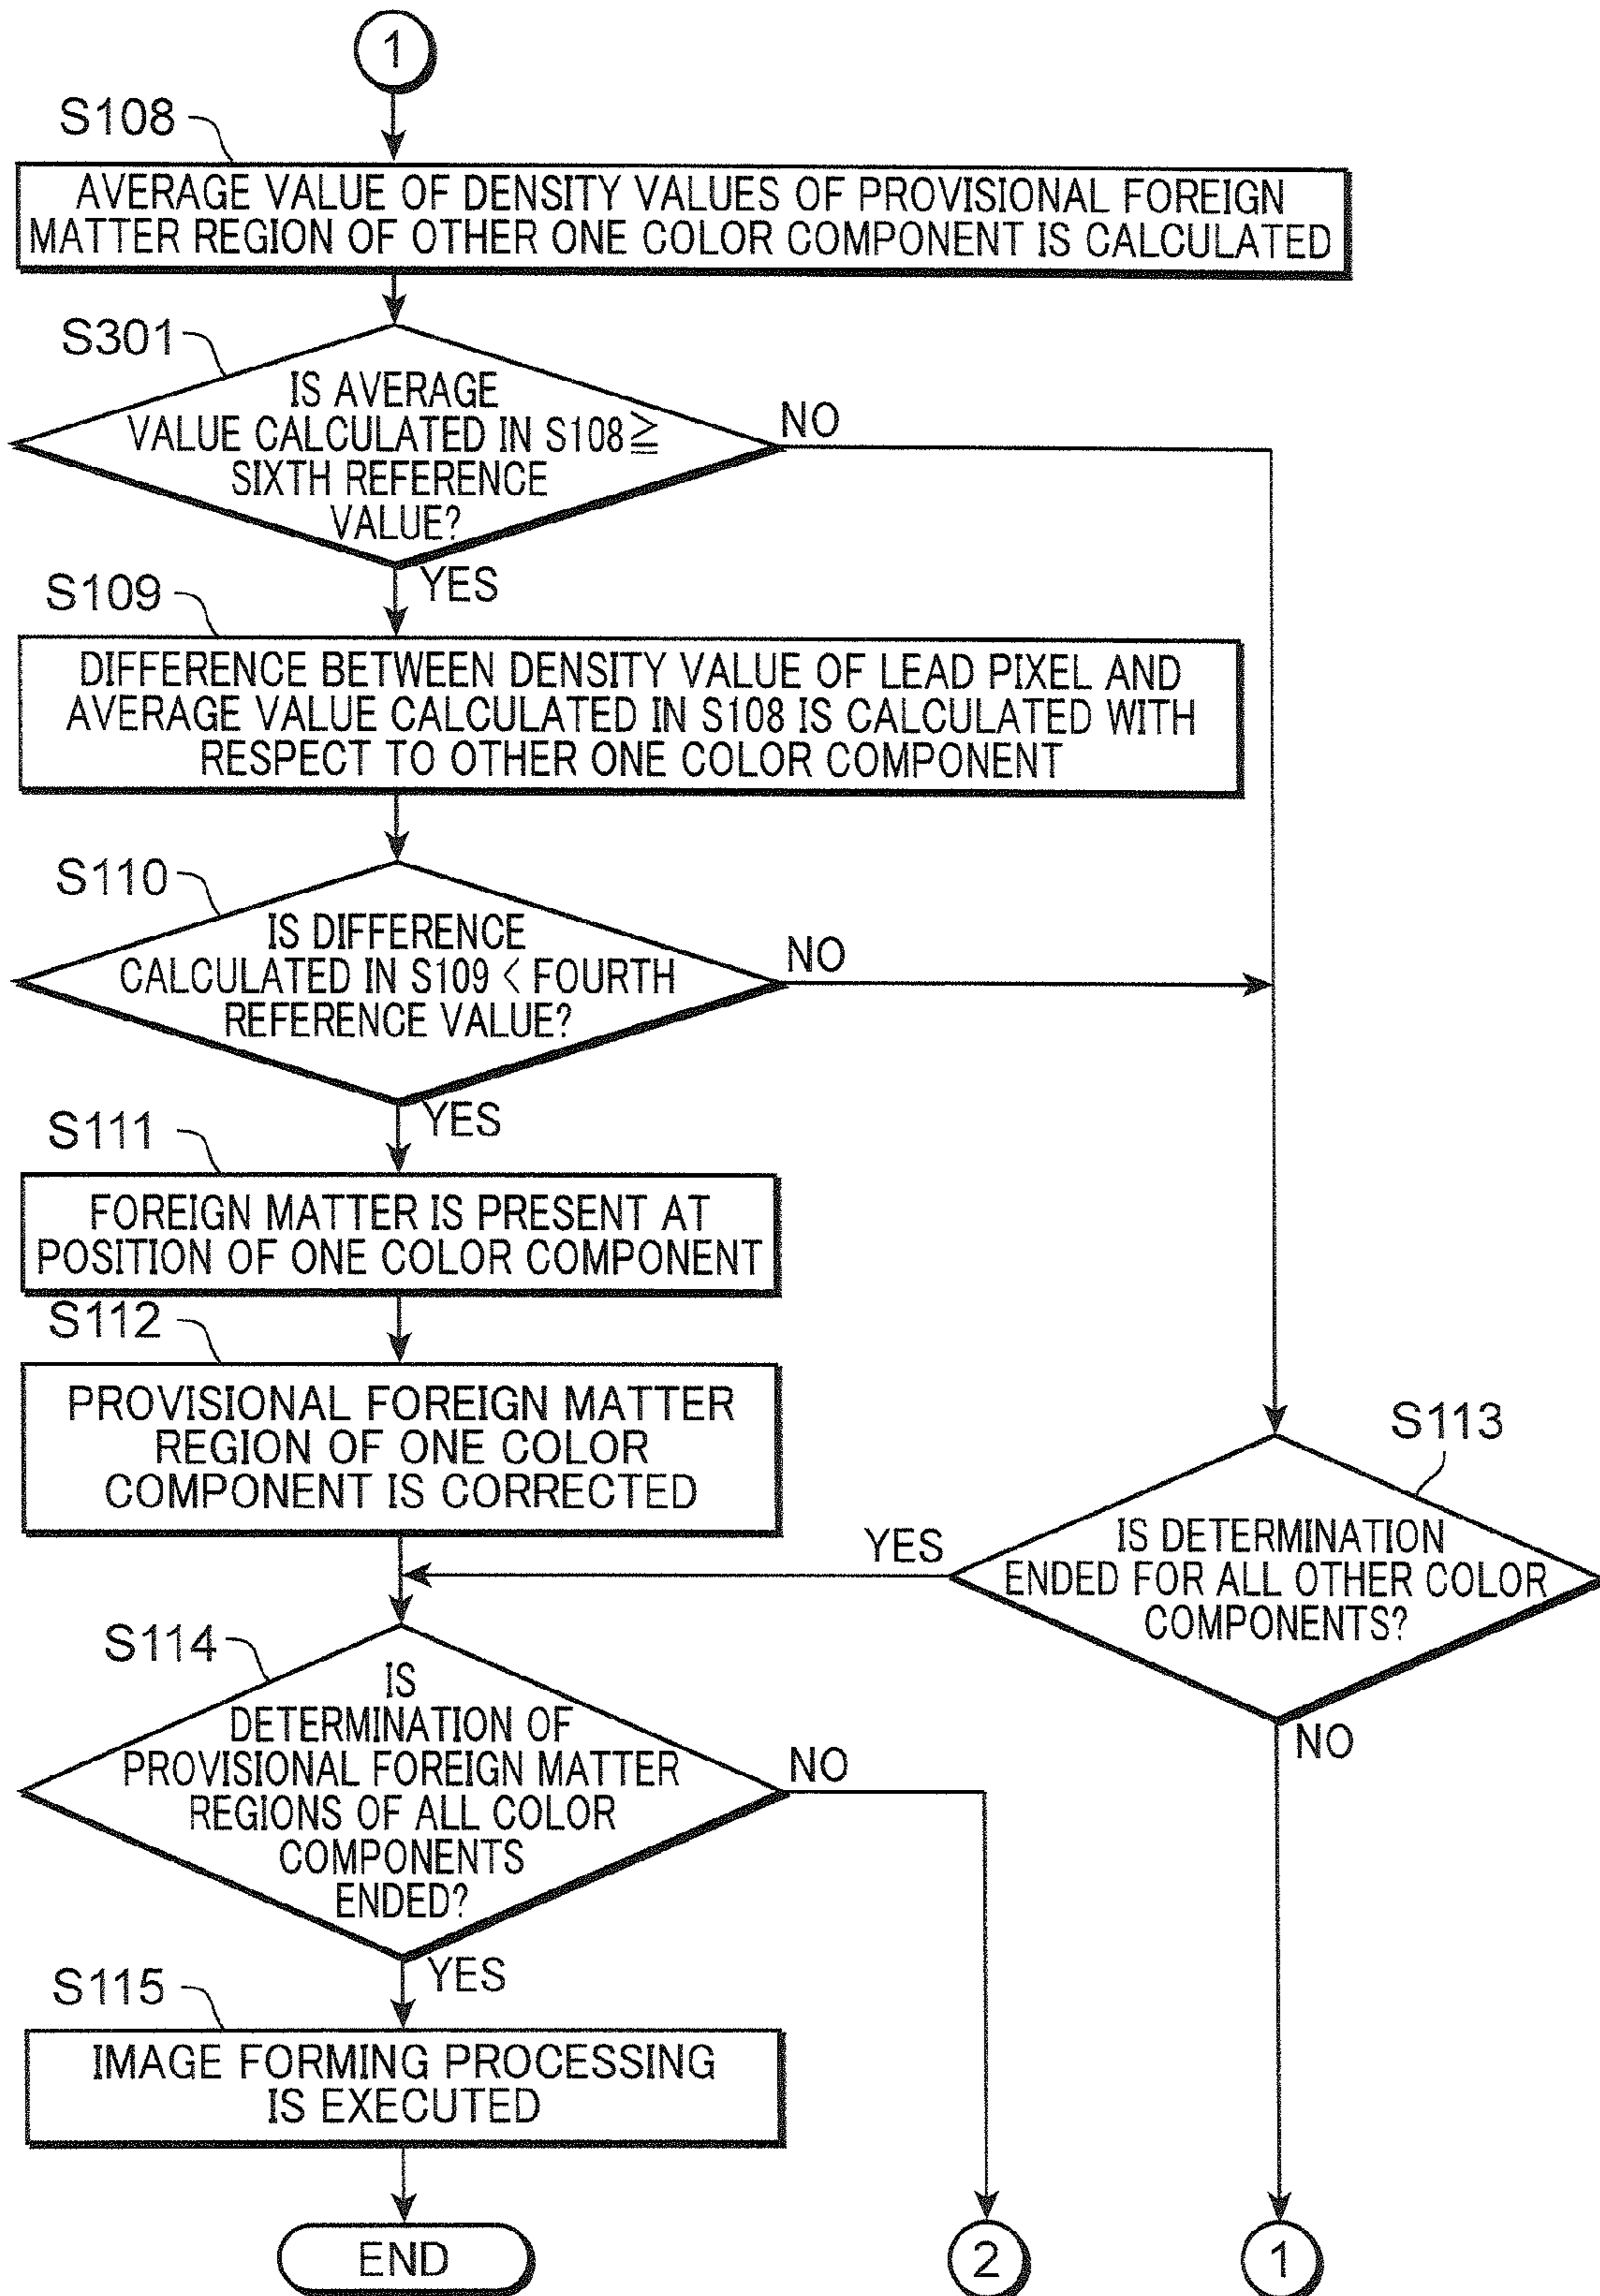 1
S108
AVERAGE VALUE OF DENSITY VALUES OF PROVISIONAL FOREIGN
MATTER REGION OF OTHER ONE COLOR COMPONENT IS CALCULATED
S301
IS AVERAGE
VALUE CALCULATED IN S108≧
SIXTH REFERENCE
VALUE?
NO
YES
S109
DIFFERENCE BETWEEN DENSITY VALUE OF LEAD PIXEL AND
AVERAGE VALUE CALCULATED IN S108 IS CALCULATED WITH
RESPECT TO OTHER ONE COLOR COMPONENT
S110
IS DIFFERENCE
CALCULATED IN S109 < FOURTH
REFERENCE VALUE?
NO
YES
S111
FOREIGN MATTER IS PRESENT AT
POSITION OF ONE COLOR COMPONENT
S112
PROVISIONAL FOREIGN MATTER
REGION OF ONE COLOR
COMPONENT IS CORRECTED
S113
IS DETERMINATION
ENDED FOR ALL OTHER COLOR
COMPONENTS?
YES
NO
S114
IS
DETERMINATION OF
PROVISIONAL FOREIGN MATTER
REGIONS OF ALL COLOR
COMPONENTS
ENDED?
NO
YES
S115
IMAGE FORMING PROCESSING
IS EXECUTED
END
2
1